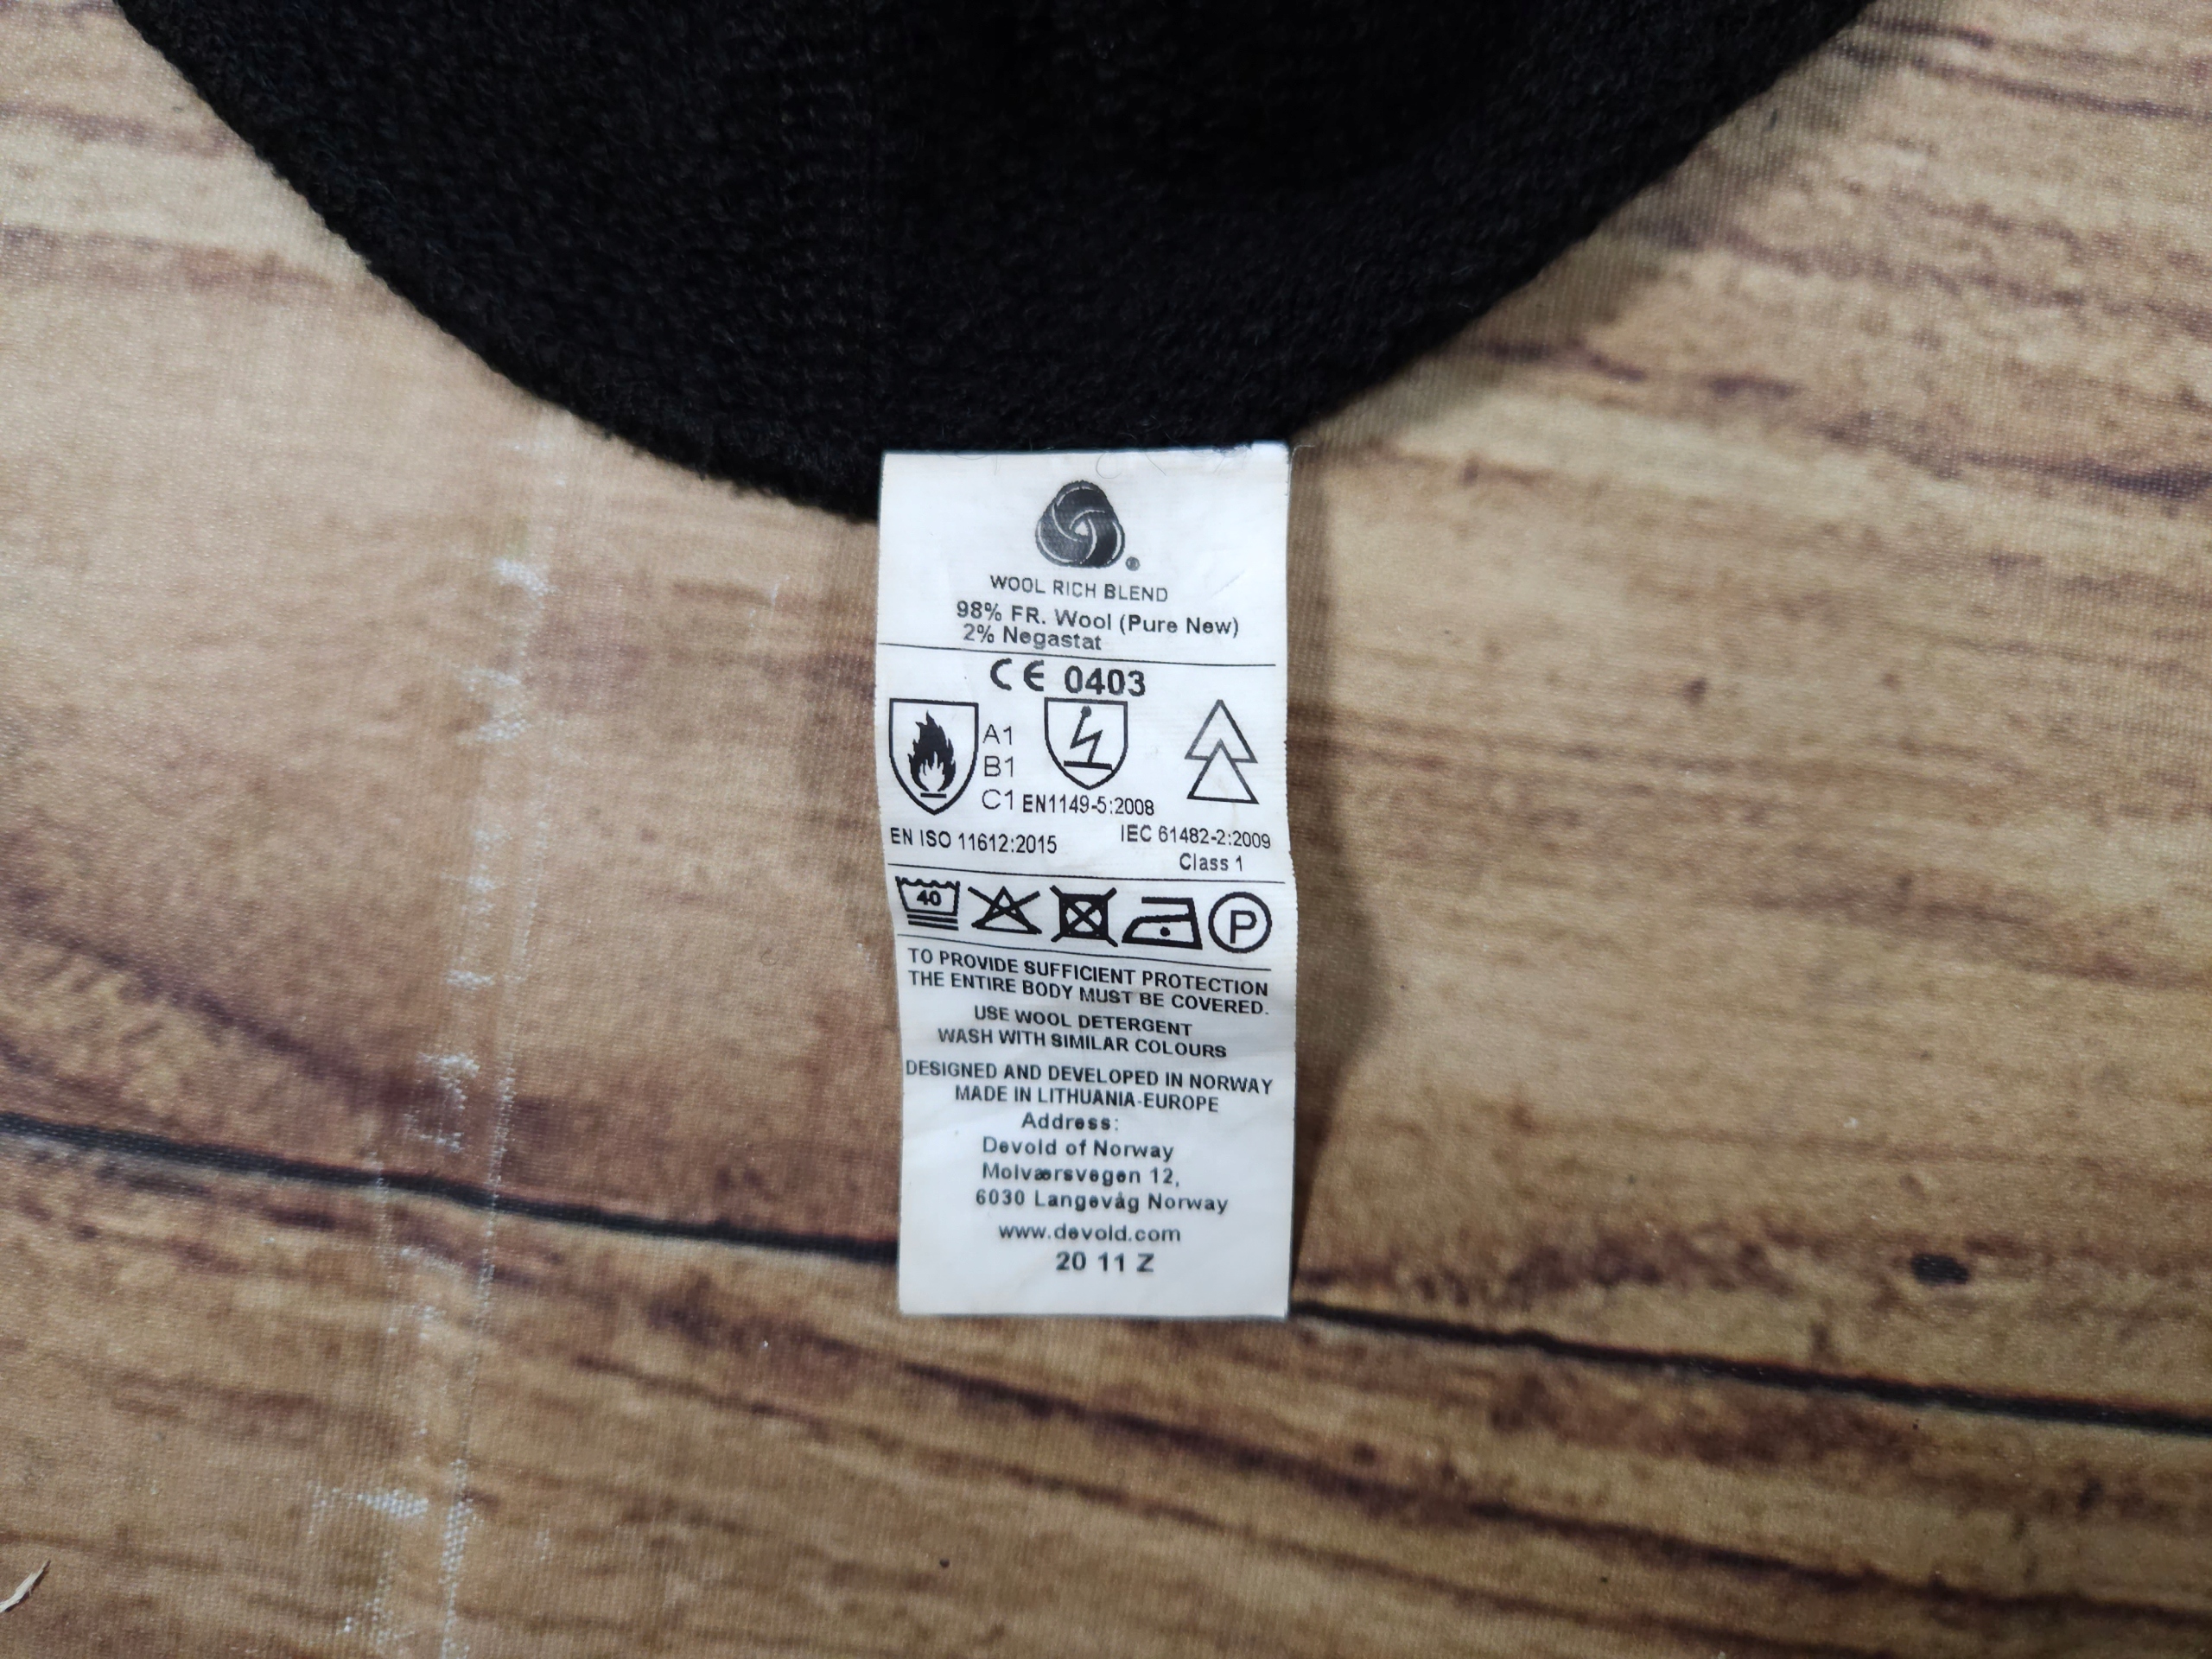 WOOL RICH BLEND
98% FR. Wool (Pure New)
2% Negastat
CE 0403
A1
B1
C1
EN1149-5:2008
EN ISO 11612:2015
IEC 61482-2:2009
Class 1
40
P
TO PROVIDE SUFFICIENT PROTECTION
THE ENTIRE BODY MUST BE COVERED.
USE WOOL DETERGENT
WASH WITH SIMILAR COLOURS
DESIGNED AND DEVELOPED IN NORWAY
MADE IN LITHUANIA-EUROPE
Address:
Devold of Norway
Molværsvegen 12,
6030 Langevåg Norway
www.devold.com
20 11 Z